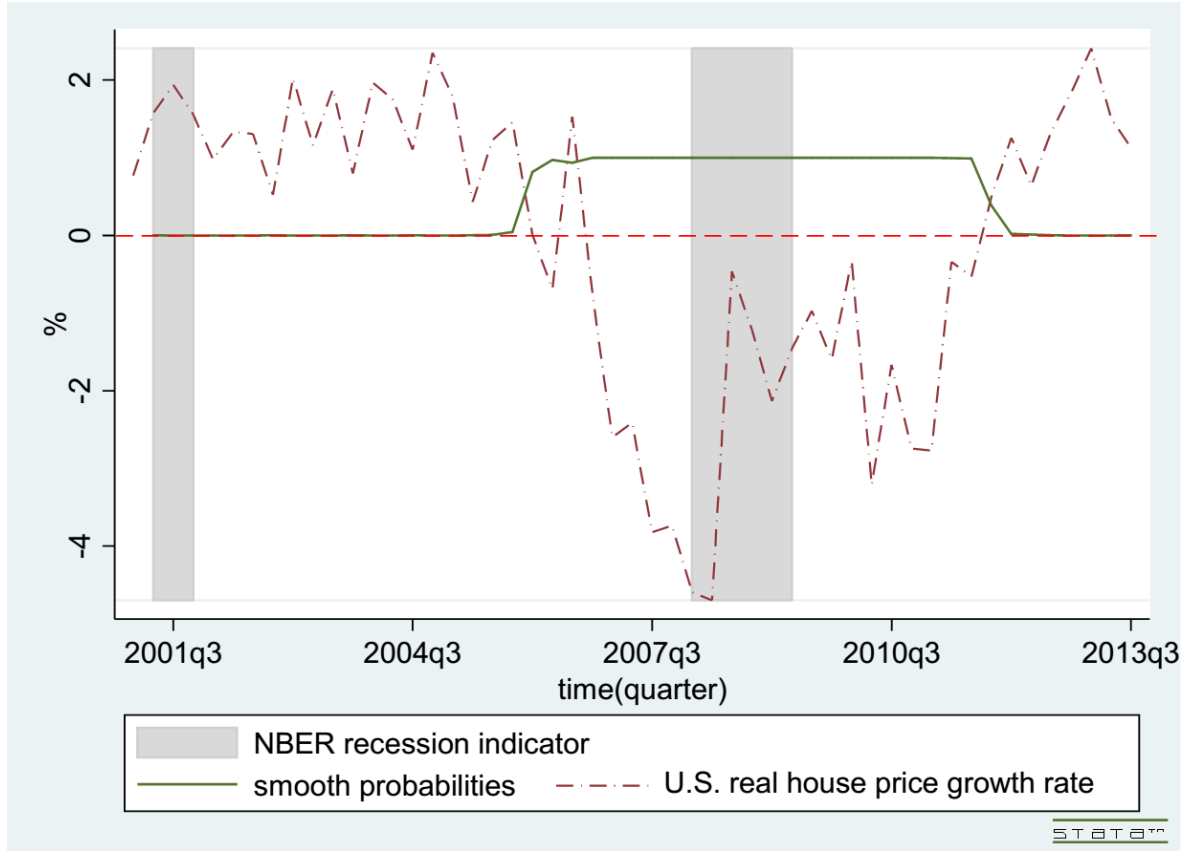 2
0
-2
-4
%
2001q3 2004q3 2007q3 2010q3 2013q3
time(quarter)
NBER recession indicator
smooth probabilities U.S. real house price growth rate
STATA™